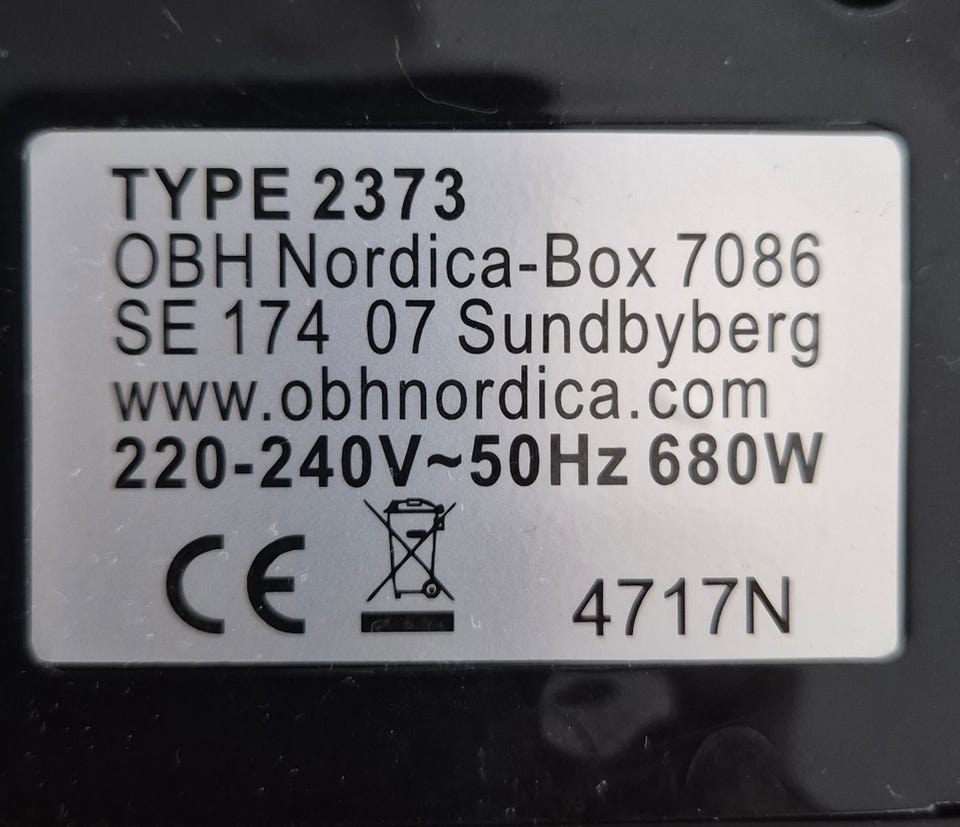 TYPE 2373
OBH Nordica-Box 7086
SE 174 07 Sundbyberg
www.obhnordica.com
220-240V~50Hz 680W
CE
4717N